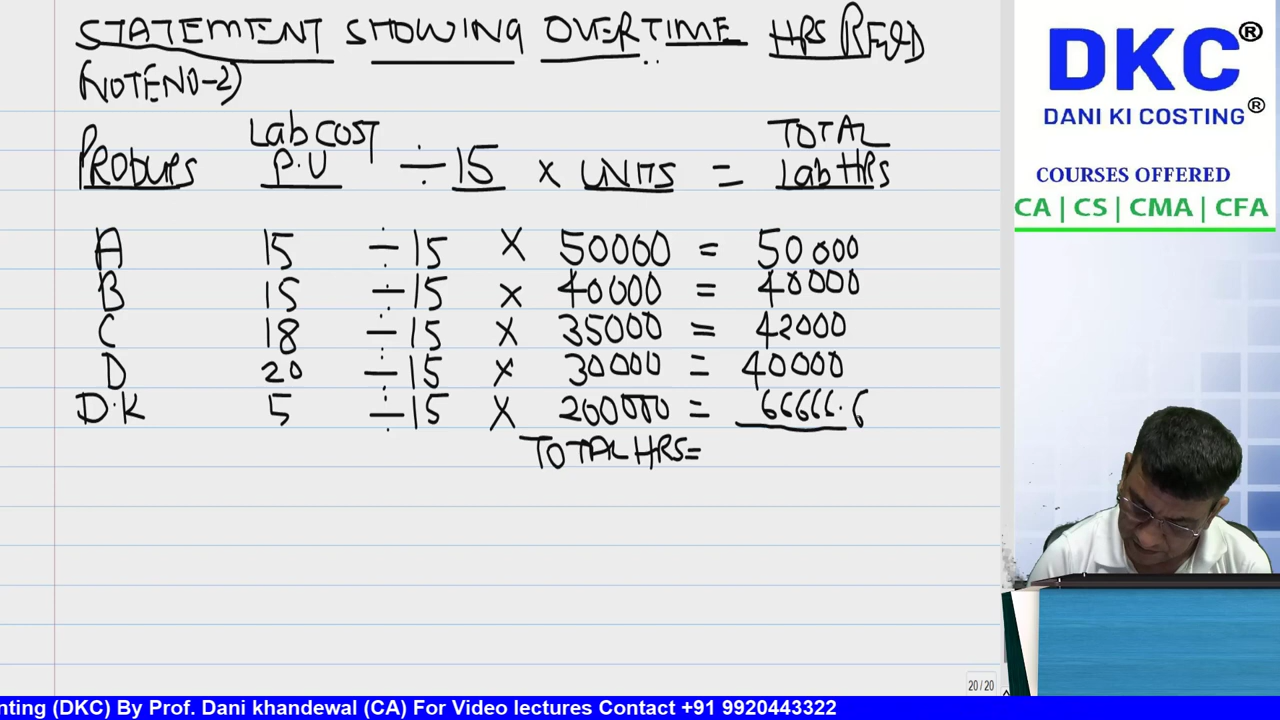 STATEMENT SHOWING OVERTIME HRS REQD
(NOTE NO-2)
PRODUCTS Lab COST P.U ÷ 15 × UNITS = TOTAL Lab HRS
A 15 ÷ 15 × 50000 = 50000
B 15 ÷ 15 × 40000 = 40000
C 18 ÷ 15 × 35000 = 42000
D 20 ÷ 15 × 30000 = 40000
D.K 5 ÷ 15 × 200000 = 66666.6
TOTAL HRS=
DKC®
DANI KI COSTING®
COURSES OFFERED
CA | CS | CMA | CFA
20/20
nting (DKC) By Prof. Dani khandewal (CA) For Video lectures Contact +91 9920443322